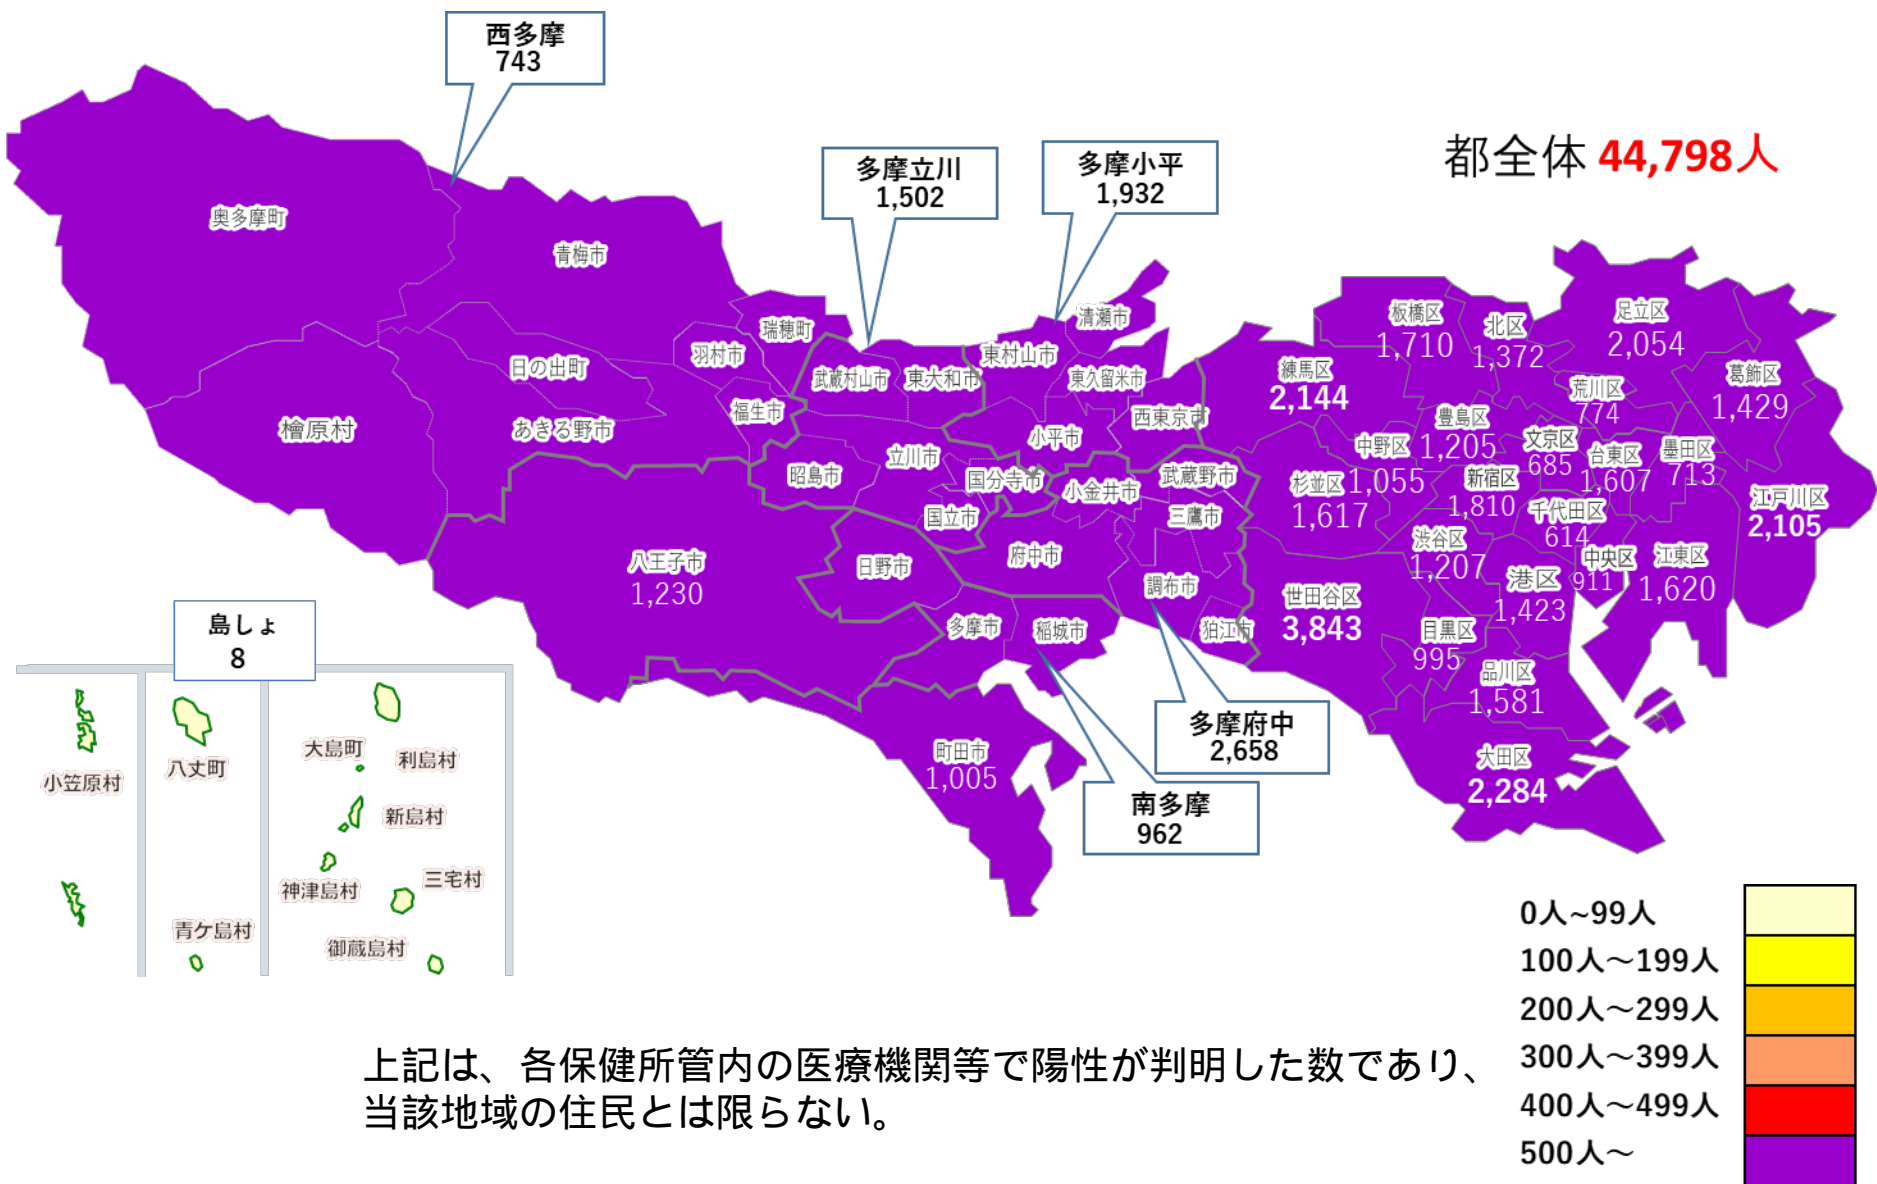 西多摩
743
多摩立川
1,502
多摩小平
1,932
都全体 44,798人
奥多摩町
青梅市
瑞穂町
羽村市
日の出町
福生市
あきる野市
檜原村
武蔵村山市
東大和市
東村山市
清瀬市
東久留米市
西東京市
小平市
立川市
昭島市
国分寺市
国立市
小金井市
武蔵野市
三鷹市
府中市
調布市
狛江市
日野市
八王子市
1,230
多摩市
稲城市
町田市
1,005
板橋区
1,710
北区
1,372
足立区
2,054
葛飾区
1,429
荒川区
774
練馬区
2,144
豊島区
1,205
文京区
685
台東区
1,607
墨田区
713
中野区
1,055
杉並区
1,617
新宿区
1,810
千代田区
614
江戸川区
2,105
渋谷区
1,207
港区
1,423
中央区
911
江東区
1,620
世田谷区
3,843
目黒区
995
品川区
1,581
大田区
2,284
多摩府中
2,658
南多摩
962
島しょ
8
小笠原村
八丈町
青ケ島村
大島町
利島村
新島村
神津島村
三宅村
御蔵島村
0人~99人
100人～199人
200人～299人
300人～399人
400人～499人
500人～
上記は、各保健所管内の医療機関等で陽性が判明した数であり、
当該地域の住民とは限らない。